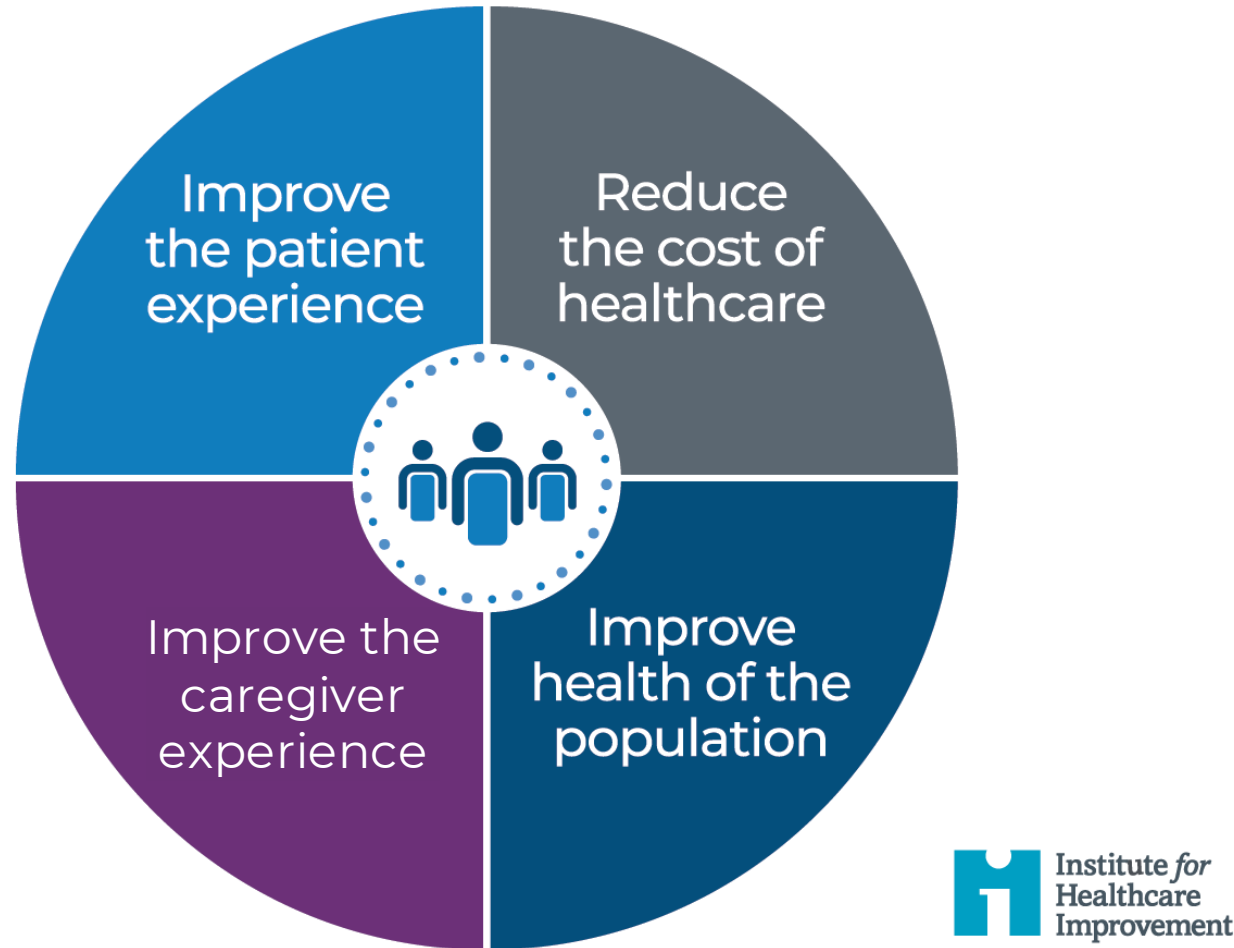 Improve
the patient
experience
Reduce
the cost of
healthcare
Improve the
caregiver
experience
Improve
health of the
population
Institute for
Healthcare
Improvement